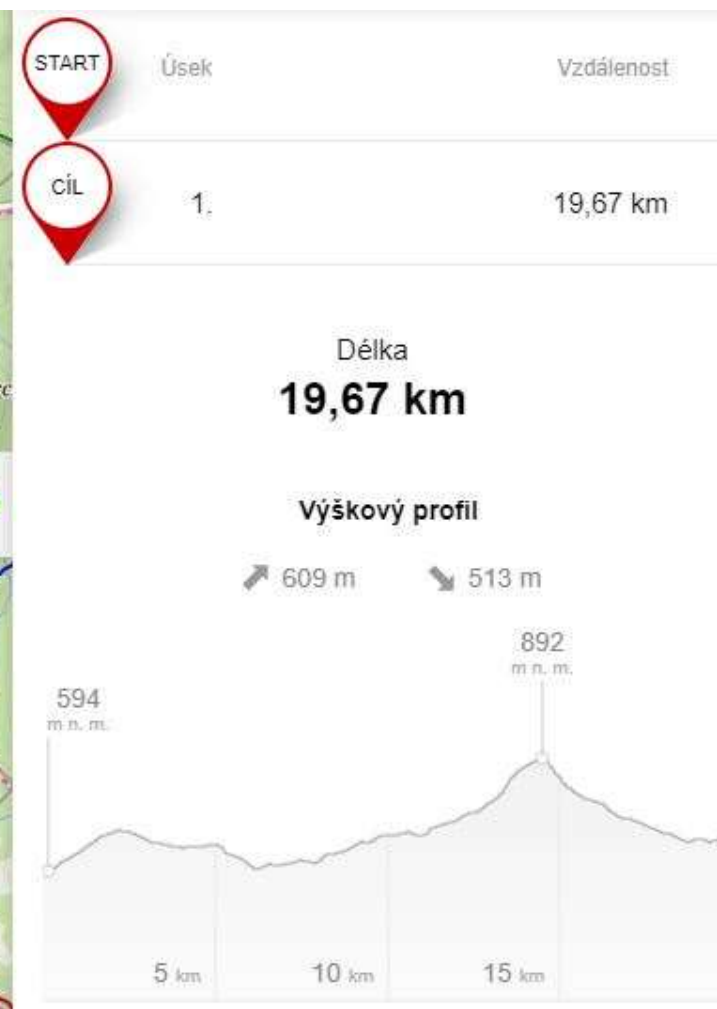 START Úsek Vzdálenost
CÍL 1. 19,67 km
Délka
19,67 km
Výškový profil
609 m 513 m
892
m n. m.
594
m n. m.
5 km 10 km 15 km